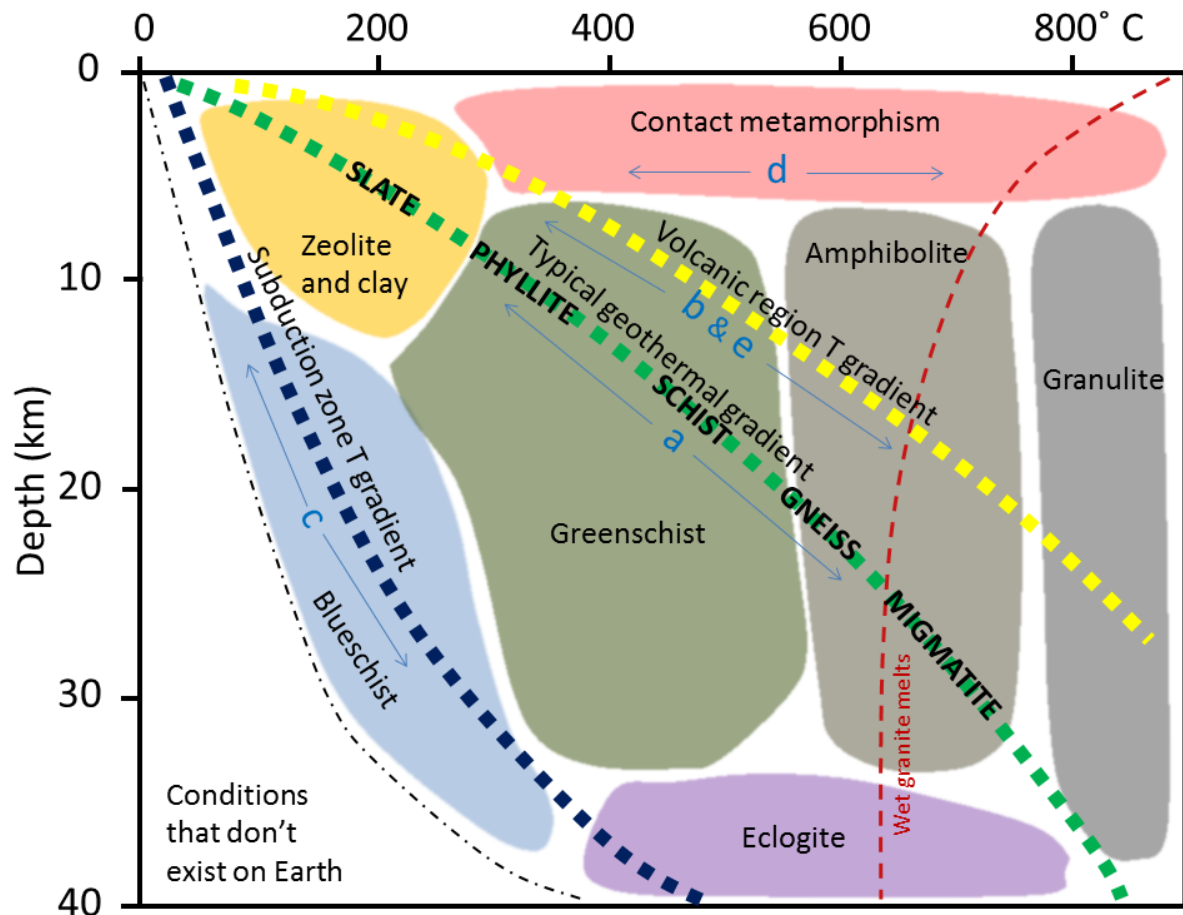 0
200
400
600
800° C
0
10
20
30
40
Depth (km)
Contact metamorphism
d
SLATE
Zeolite
and clay
PHYLLITE
Volcanic region T gradient
Typical geothermal gradient
b & e
Amphibolite
Granulite
Subduction zone T gradient
SCHIST
a
GNEISS
Greenschist
c
Blueschist
MIGMATITE
Wet granite melts
Eclogite
Conditions
that don’t
exist on Earth